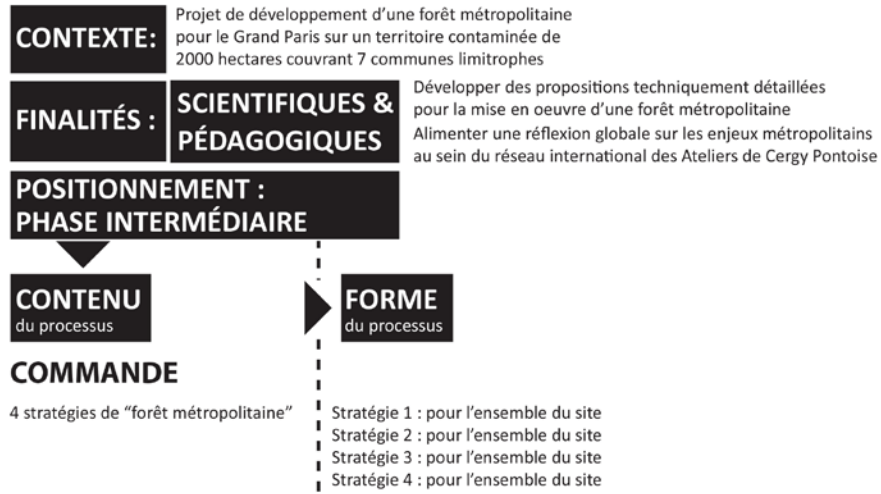 CONTEXTE:
Projet de développement d'une forêt métropolitaine
pour le Grand Paris sur un territoire contaminée de
2000 hectares couvrant 7 communes limitrophes
FINALITÉS :
SCIENTIFIQUES &
PÉDAGOGIQUES
Développer des propositions techniquement détaillées
pour la mise en oeuvre d'une forêt métropolitaine
Alimenter une réflexion globale sur les enjeux métropolitains
au sein du réseau international des Ateliers de Cergy Pontoise
POSITIONNEMENT :
PHASE INTERMÉDIAIRE
CONTENU
du processus
FORME
du processus
COMMANDE
4 stratégies de "forêt métropolitaine"
Stratégie 1 : pour l'ensemble du site
Stratégie 2 : pour l'ensemble du site
Stratégie 3 : pour l'ensemble du site
Stratégie 4 : pour l'ensemble du site